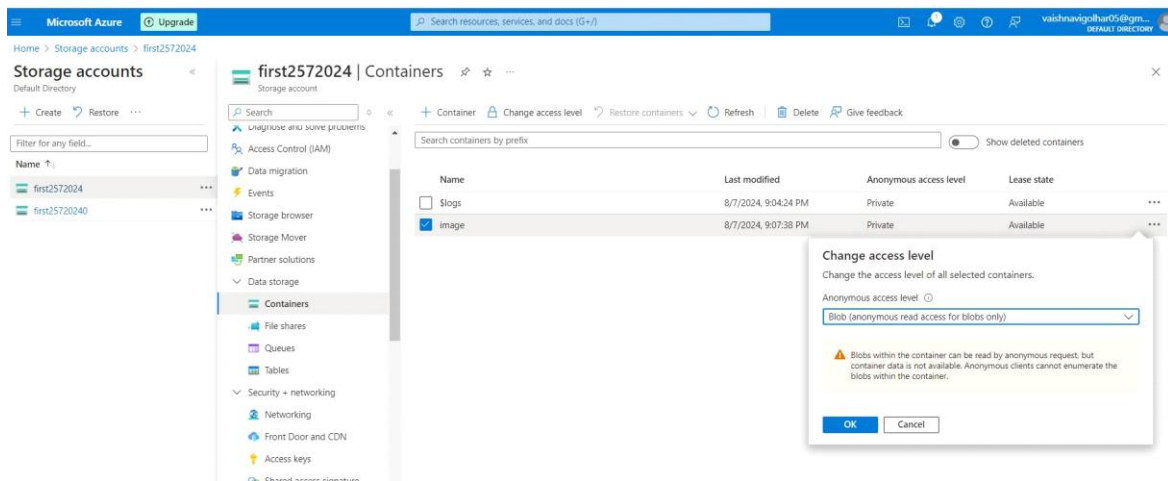 Microsoft Azure
Upgrade
Search resources, services, and docs (G+/)
vaishnavigolhar05@gm...
DEFAULT DIRECTORY
Home > Storage accounts > first2572024
Storage accounts
Default Directory
+ Create Restore ...
Filter for any field...
Name ↑↓
first2572024 ...
first25720240 ...
first2572024 | Containers ...
Storage account
Search
Diagnose and solve problems
Access Control (IAM)
Data migration
Events
Storage browser
Storage Mover
Partner solutions
Data storage
Containers
File shares
Queues
Tables
Security + networking
Networking
Front Door and CDN
Access keys
Shared access signature
+ Container Change access level Restore containers Refresh Delete Give feedback
Search containers by prefix
Show deleted containers
Name Last modified Anonymous access level Lease state
$logs 8/7/2024, 9:04:24 PM Private Available ...
image 8/7/2024, 9:07:38 PM Private Available ...
Change access level
Change the access level of all selected containers.
Anonymous access level
Blob (anonymous read access for blobs only)
Blobs within the container can be read by anonymous request, but
container data is not available. Anonymous clients cannot enumerate the
blobs within the container.
OK Cancel